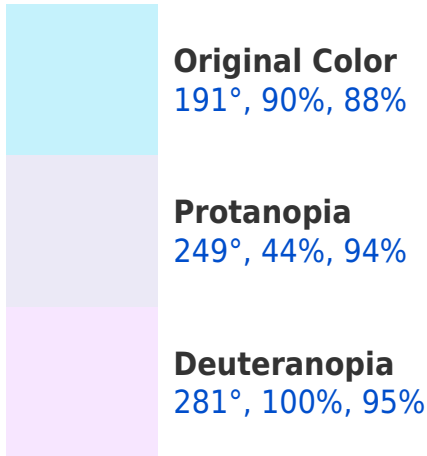 Original Color
191°, 90%, 88%
Protanopia
249°, 44%, 94%
Deuteranopia
281°, 100%, 95%